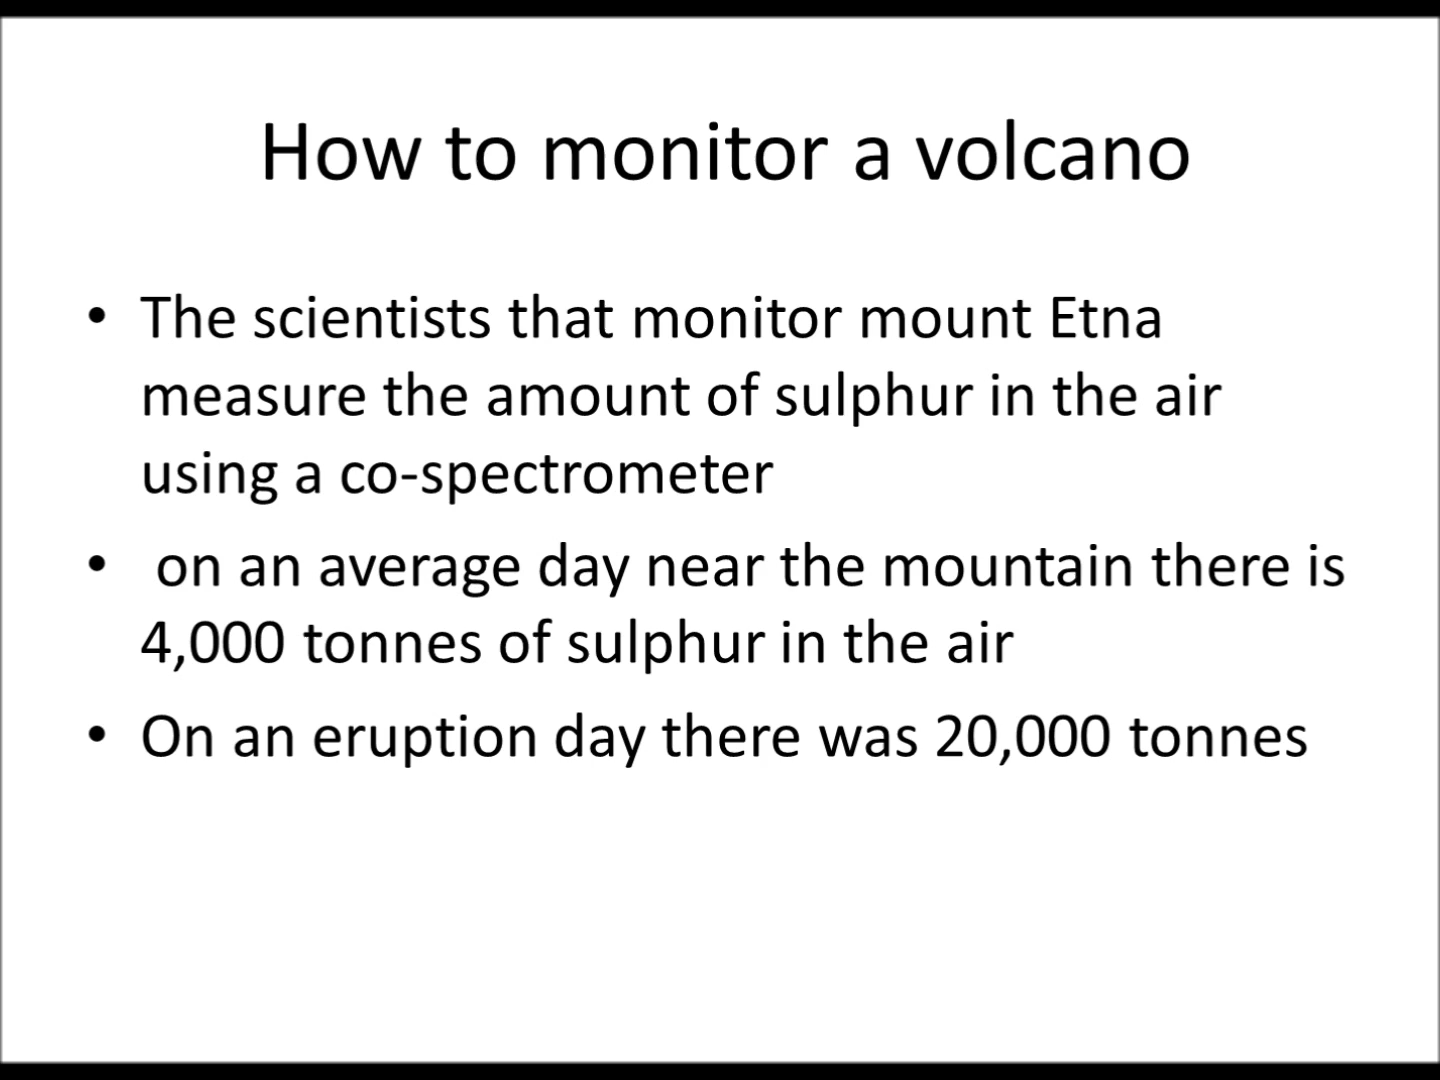 How to monitor a volcano
• The scientists that monitor mount Etna
measure the amount of sulphur in the air
using a co-spectrometer
• on an average day near the mountain there is
4,000 tonnes of sulphur in the air
• On an eruption day there was 20,000 tonnes